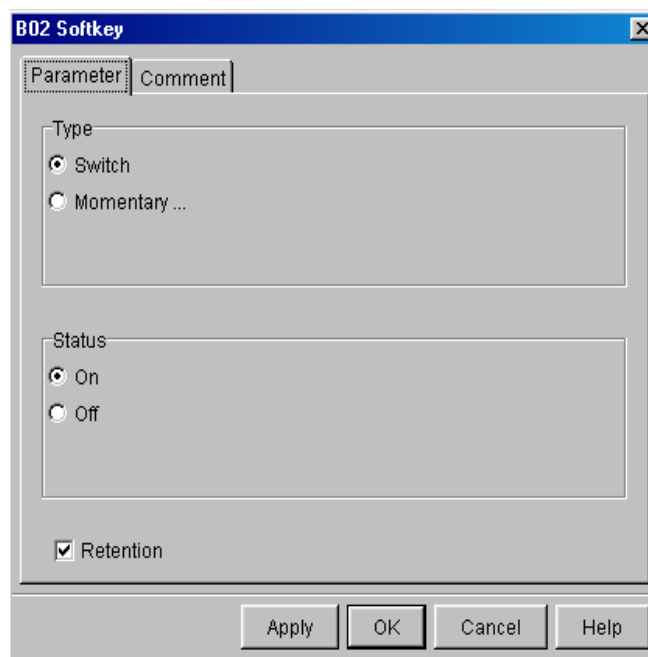 B02 Softkey
Parameter Comment
Type
Switch
Momentary ...
Status
On
Off
Retention
Apply OK Cancel Help